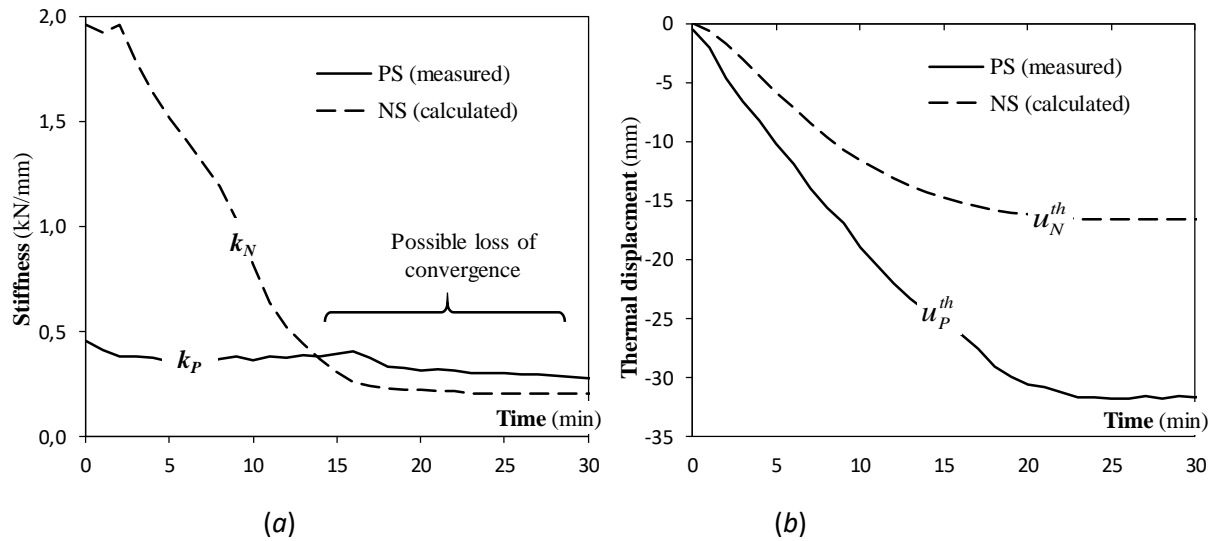 2,0
1,5
1,0
0,5
0,0
Stiffness (kN/mm)
PS (measured)
NS (calculated)
k_N
Possible loss of
convergence
k_P
Time (min)
0 5 10 15 20 25 30
(a)
0
-5
-10
-15
-20
-25
-30
-35
Thermal displacment (mm)
PS (measured)
NS (calculated)
u_N^th
u_P^th
Time (min)
0 5 10 15 20 25 30
(b)